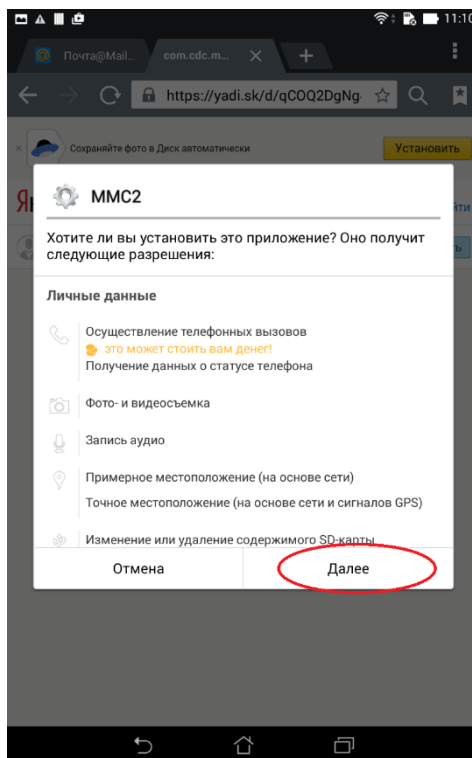 11:10
Почта@Mail...
com.cdc.m...
https://yadi.sk/d/qCOQ2DgNg
Сохраняйте фото в Диск автоматически
Установить
MMC2
Хотите ли вы установить это приложение? Оно получит
следующие разрешения:
Личные данные
Осуществление телефонных вызовов
это может стоить вам денег!
Получение данных о статусе телефона
Фото- и видеосъемка
Запись аудио
Примерное местоположение (на основе сети)
Точное местоположение (на основе сети и сигналов GPS)
Изменение или удаление содержимого SD-карты
Отмена
Далее